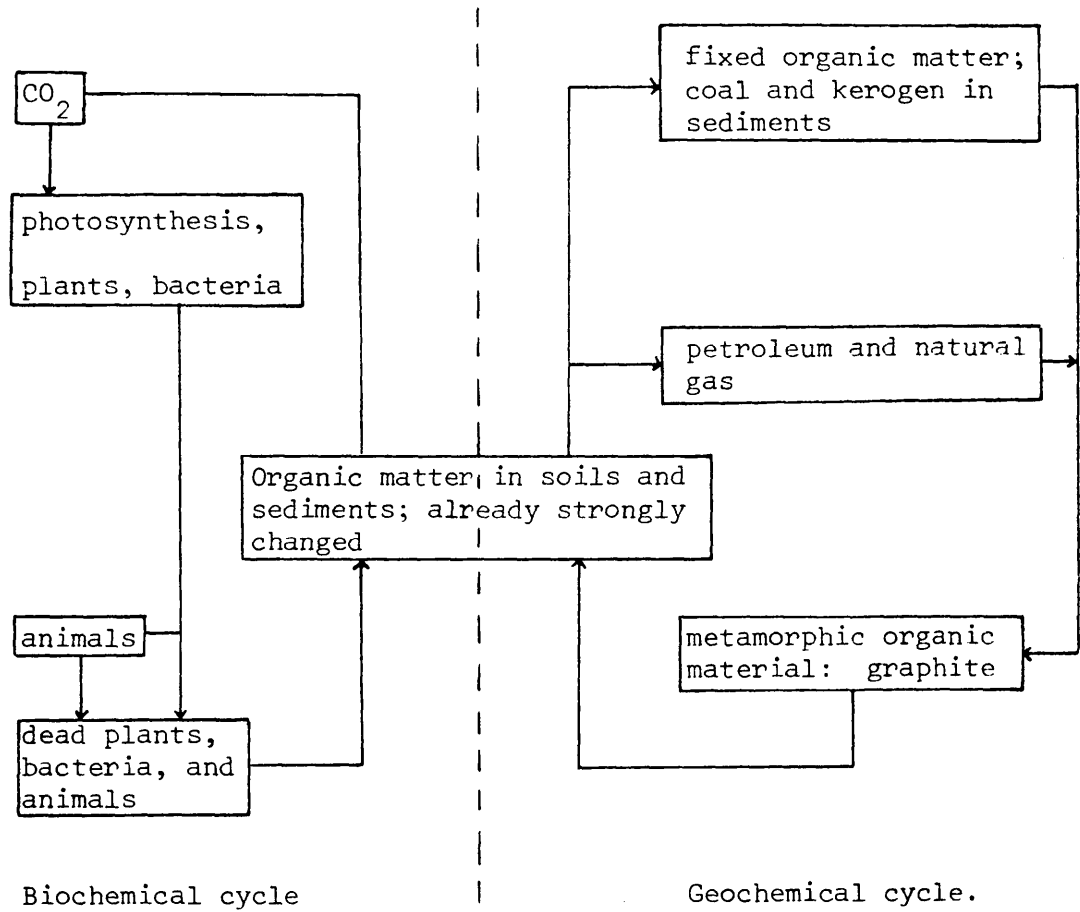 CO2
photosynthesis,
plants, bacteria
animals
dead plants,
bacteria, and
animals
Organic matter in soils and
sediments; already strongly
changed
fixed organic matter;
coal and kerogen in
sediments
petroleum and natural
gas
metamorphic organic
material: graphite
Biochemical cycle
Geochemical cycle.